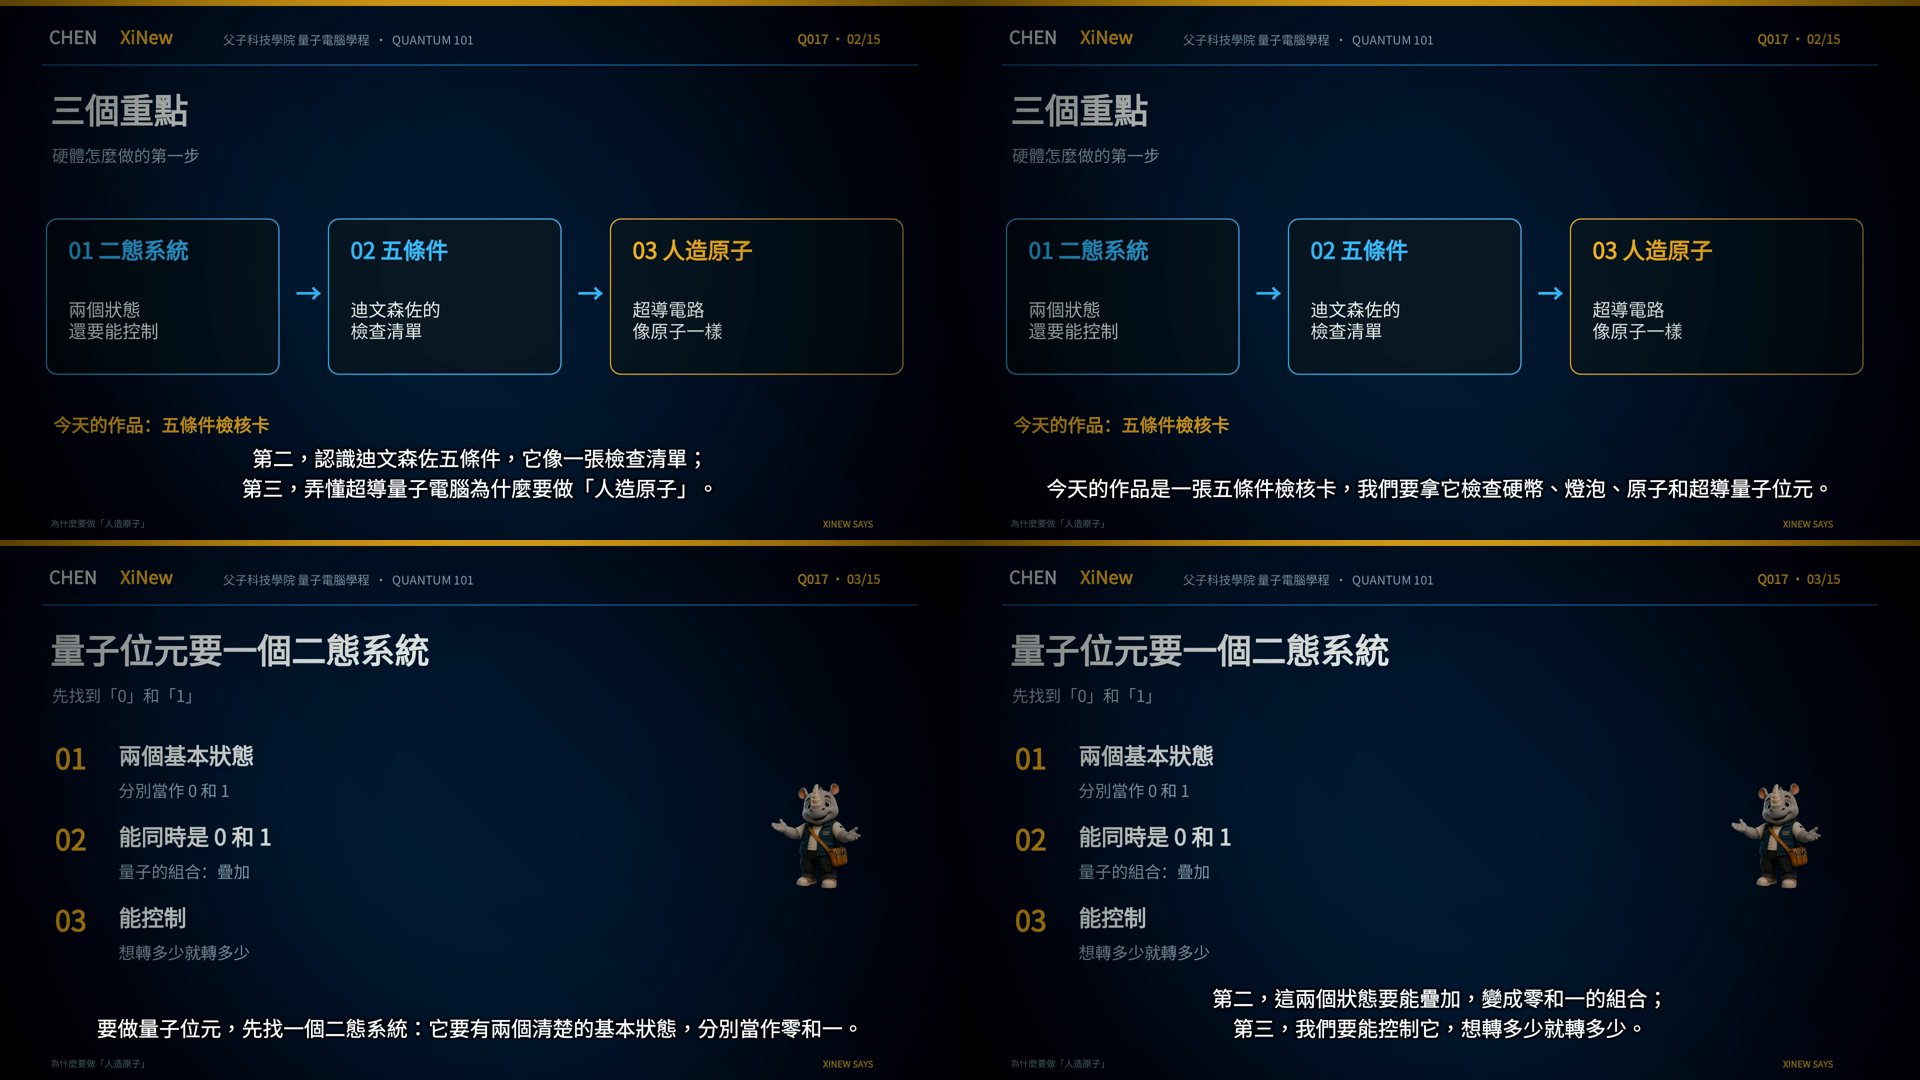 CHEN XiNew 父子科技學院 量子電腦學程 · QUANTUM 101 Q017 · 02/15
三個重點
硬體怎麼做的第一步
01 二態系統
兩個狀態
還要能控制
→
02 五條件
迪文森佐的
檢查清單
→
03 人造原子
超導電路
像原子一樣
今天的作品：五條件檢核卡
第二，認識迪文森佐五條件，它像一張檢查清單；
第三，弄懂超導量子電腦為什麼要做「人造原子」。
為什麼要做「人造原子」 XINEW SAYS
CHEN XiNew 父子科技學院 量子電腦學程 · QUANTUM 101 Q017 · 02/15
三個重點
硬體怎麼做的第一步
01 二態系統
兩個狀態
還要能控制
→
02 五條件
迪文森佐的
檢查清單
→
03 人造原子
超導電路
像原子一樣
今天的作品：五條件檢核卡
今天的作品是一張五條件檢核卡，我們要拿它檢查硬幣、燈泡、原子和超導量子位元。
為什麼要做「人造原子」 XINEW SAYS
CHEN XiNew 父子科技學院 量子電腦學程 · QUANTUM 101 Q017 · 03/15
量子位元要一個二態系統
先找到「0」和「1」
01 兩個基本狀態
分別當作 0 和 1
02 能同時是 0 和 1
量子的組合：疊加
03 能控制
想轉多少就轉多少
要做量子位元，先找一個二態系統：它要有兩個清楚的基本狀態，分別當作零和一。
為什麼要做「人造原子」 XINEW SAYS
CHEN XiNew 父子科技學院 量子電腦學程 · QUANTUM 101 Q017 · 03/15
量子位元要一個二態系統
先找到「0」和「1」
01 兩個基本狀態
分別當作 0 和 1
02 能同時是 0 和 1
量子的組合：疊加
03 能控制
想轉多少就轉多少
第二，這兩個狀態要能疊加，變成零和一的組合；
第三，我們要能控制它，想轉多少就轉多少。
為什麼要做「人造原子」 XINEW SAYS